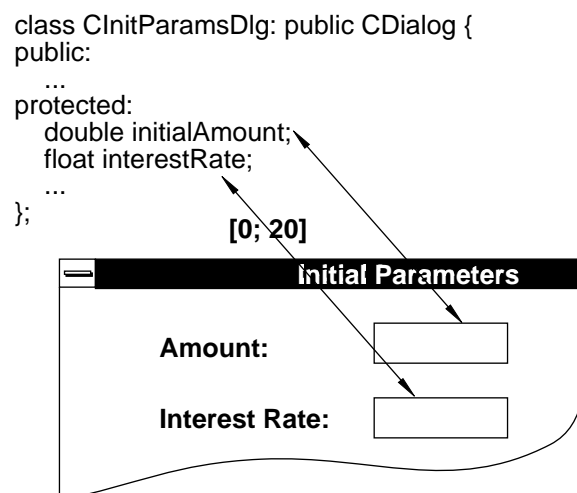 class CInitParamsDlg: public CDialog {
public:
...
protected:
double initialAmount;
float interestRate;
...
};
[0; 20]
Initial Parameters
Amount:
Interest Rate: